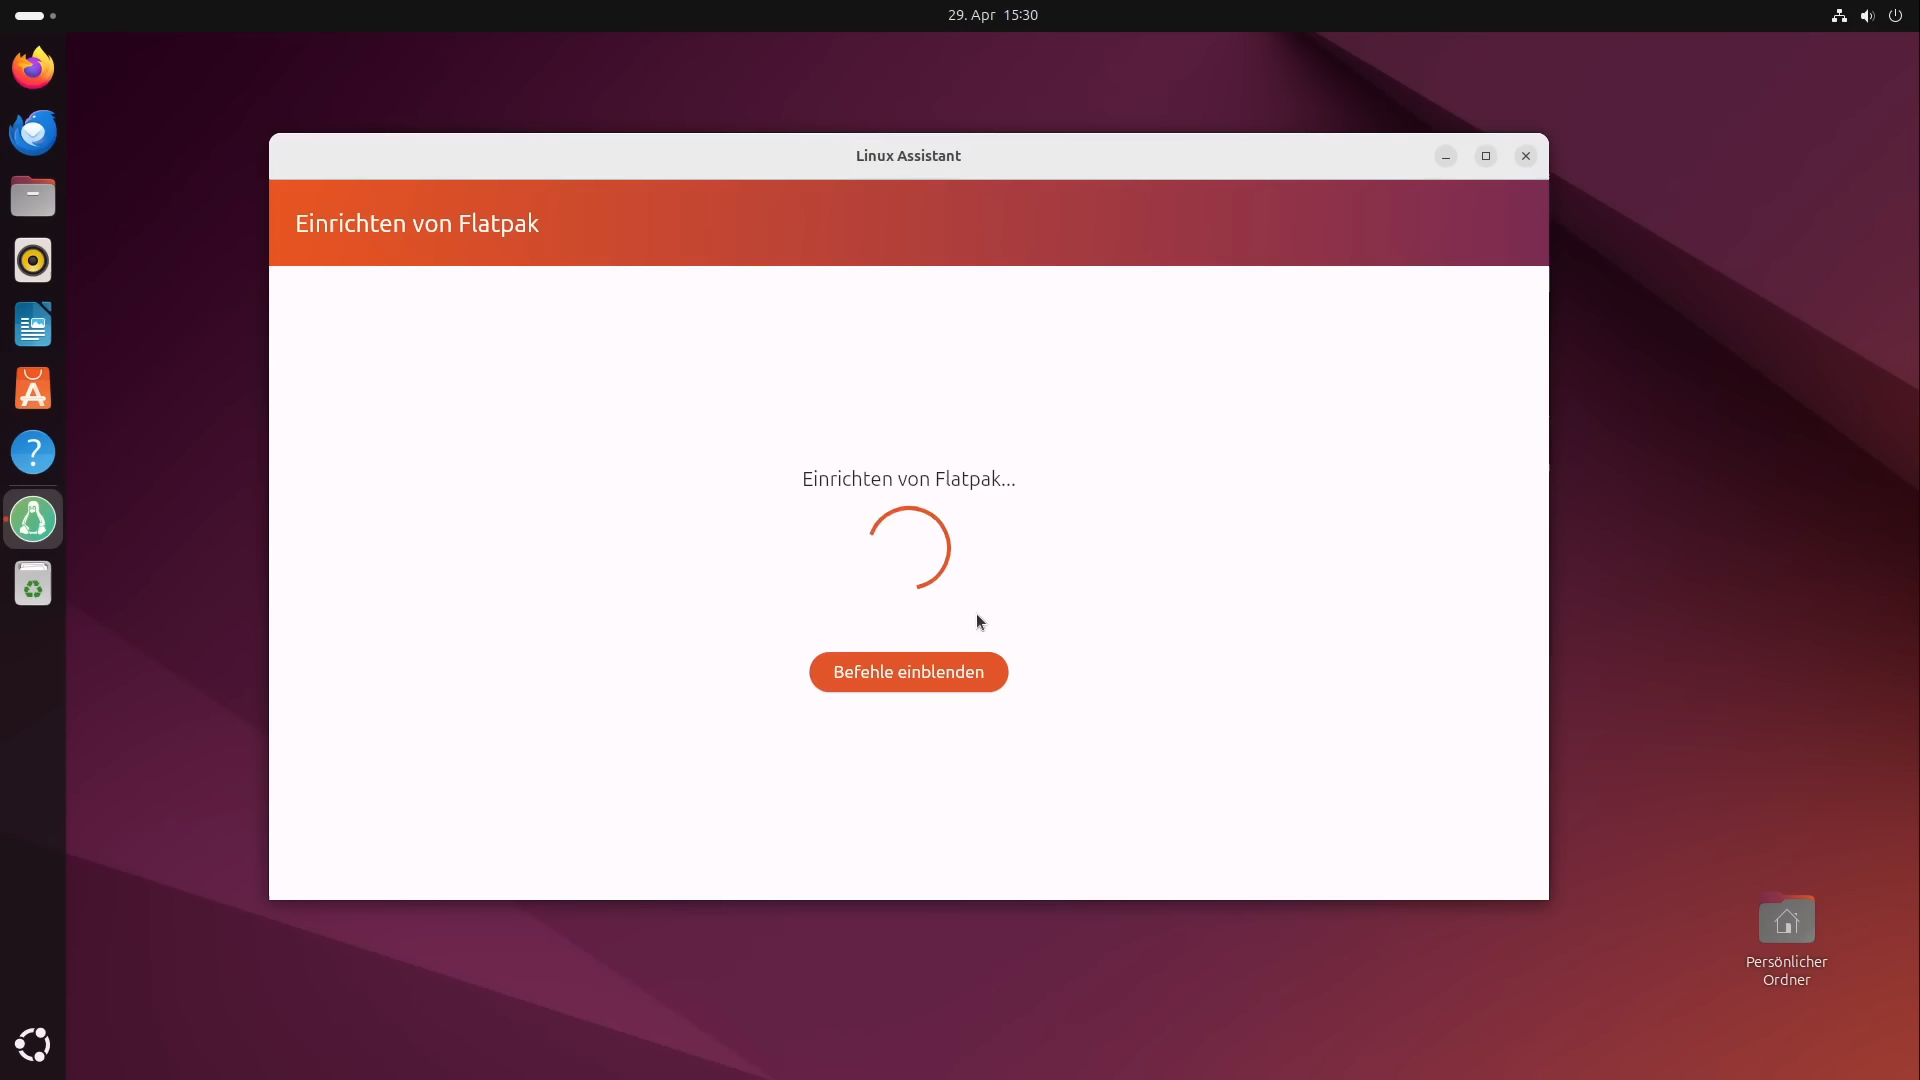 29. Apr 15:30
Linux Assistant
Einrichten von Flatpak
Einrichten von Flatpak...
Befehle einblenden
Persönlicher
Ordner